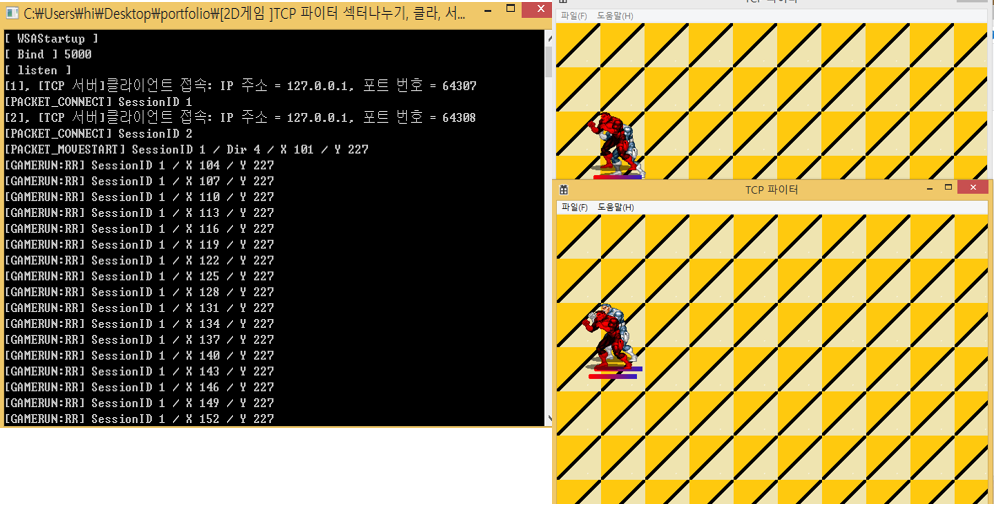 C:\Users\hi\Desktop\portfolio\[2D게임 ]TCP 파이터 섹터나누기, 클라, 서...
[ WSAStartup ]
[ Bind ] 5000
[ listen ]
[1], [TCP 서버]클라이언트 접속: IP 주소 = 127.0.0.1, 포트 번호 = 64307
[PACKET_CONNECT] SessionID 1
[2], [TCP 서버]클라이언트 접속: IP 주소 = 127.0.0.1, 포트 번호 = 64308
[PACKET_CONNECT] SessionID 2
[PACKET_MOVESTART] SessionID 1 / Dir 4 / X 101 / Y 227
[GAMERUN:RR] SessionID 1 / X 104 / Y 227
[GAMERUN:RR] SessionID 1 / X 107 / Y 227
[GAMERUN:RR] SessionID 1 / X 110 / Y 227
[GAMERUN:RR] SessionID 1 / X 113 / Y 227
[GAMERUN:RR] SessionID 1 / X 116 / Y 227
[GAMERUN:RR] SessionID 1 / X 119 / Y 227
[GAMERUN:RR] SessionID 1 / X 122 / Y 227
[GAMERUN:RR] SessionID 1 / X 125 / Y 227
[GAMERUN:RR] SessionID 1 / X 128 / Y 227
[GAMERUN:RR] SessionID 1 / X 131 / Y 227
[GAMERUN:RR] SessionID 1 / X 134 / Y 227
[GAMERUN:RR] SessionID 1 / X 137 / Y 227
[GAMERUN:RR] SessionID 1 / X 140 / Y 227
[GAMERUN:RR] SessionID 1 / X 143 / Y 227
[GAMERUN:RR] SessionID 1 / X 146 / Y 227
[GAMERUN:RR] SessionID 1 / X 149 / Y 227
[GAMERUN:RR] SessionID 1 / X 152 / Y 227
TCP 파이터
파일(F) 도움말(H)
TCP 파이터
파일(F) 도움말(H)